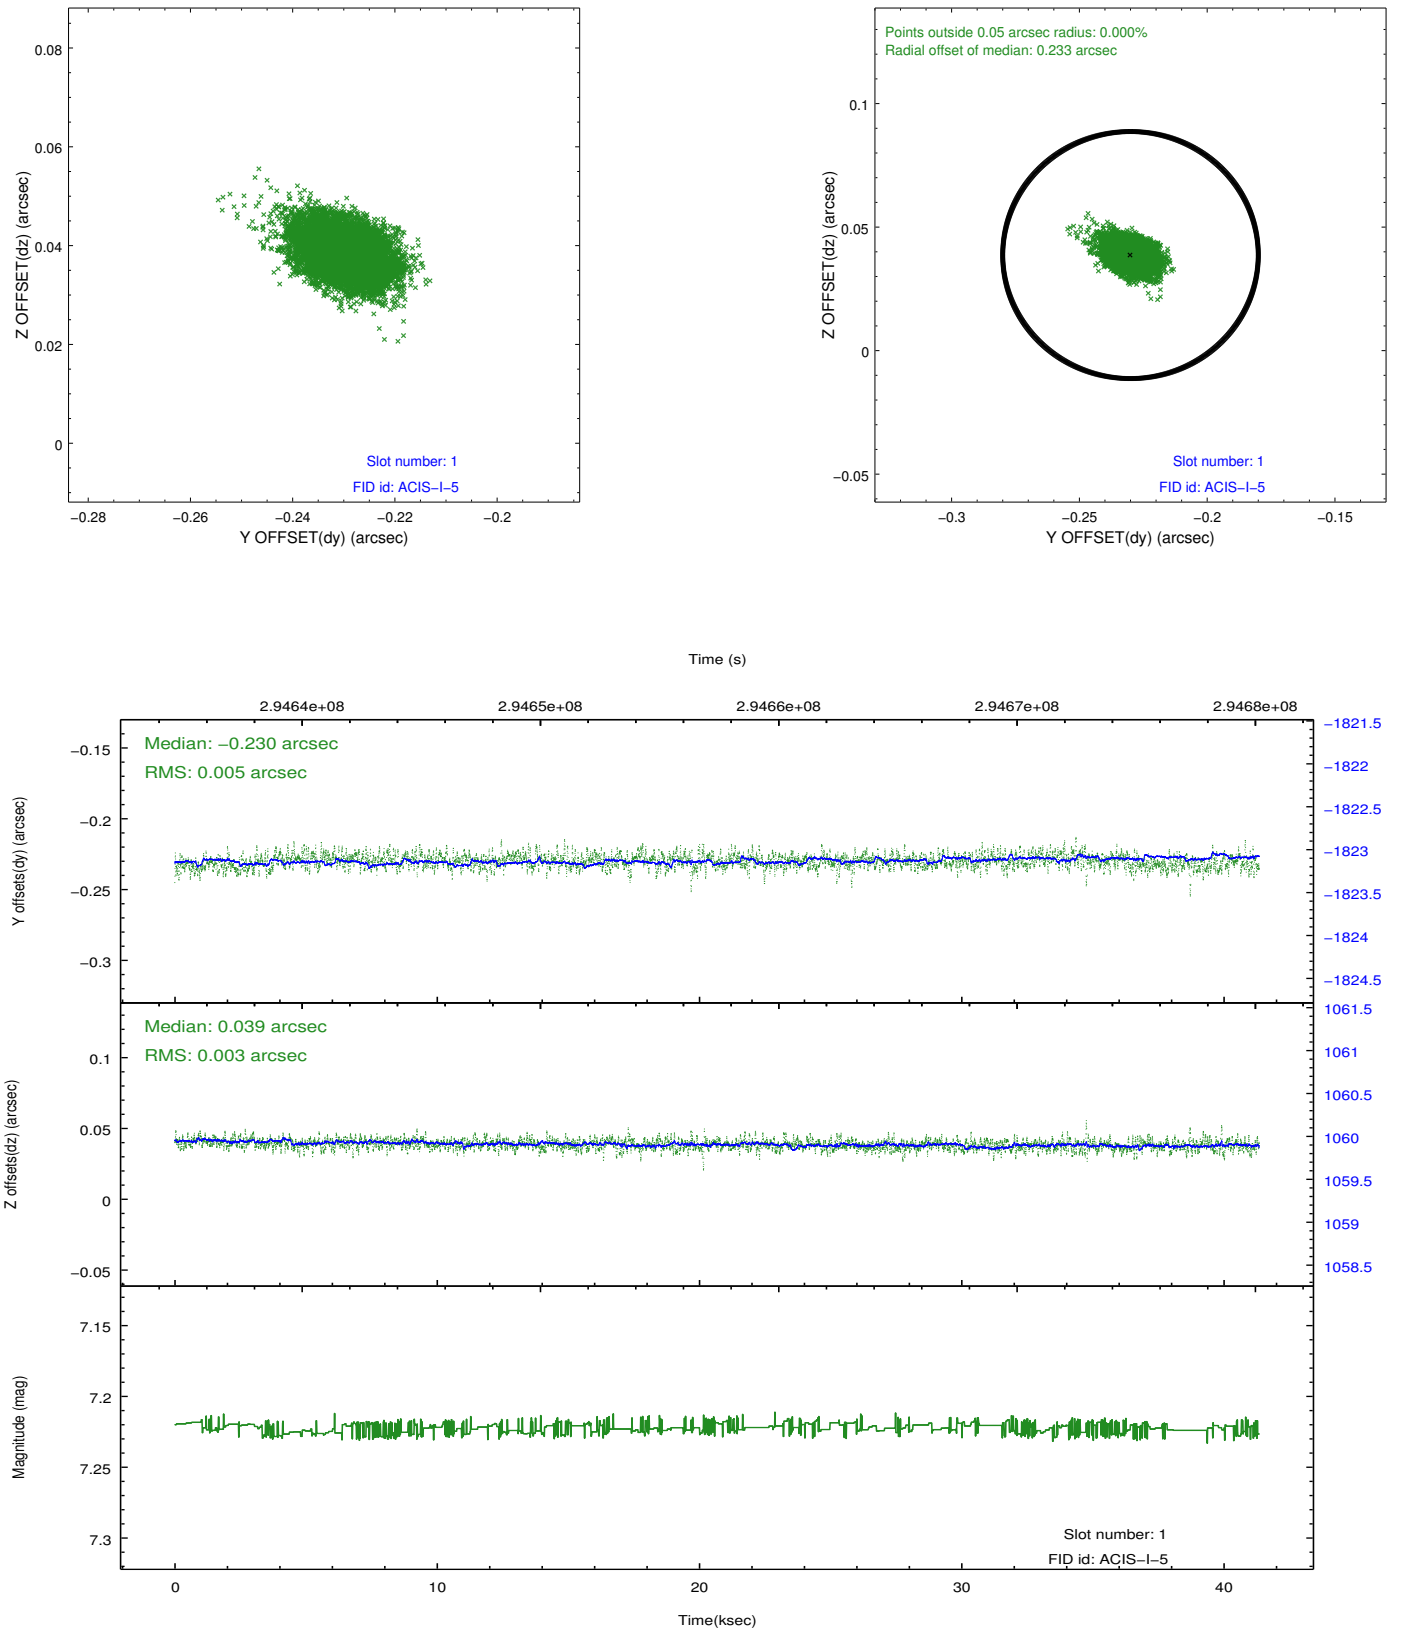 0.08
0.06
0.04
0.02
0
Z OFFSET(dz) (arcsec)
Slot number: 1
FID id: ACIS−I−5
−0.28 −0.26 −0.24 −0.22 −0.2
Y OFFSET(dy) (arcsec)
Points outside 0.05 arcsec radius: 0.000%
Radial offset of median: 0.233 arcsec
0.1
0.05
0
−0.05
Z OFFSET(dz) (arcsec)
Slot number: 1
FID id: ACIS−I−5
−0.3 −0.25 −0.2 −0.15
Y OFFSET(dy) (arcsec)
Time (s)
2.9464e+08 2.9465e+08 2.9466e+08 2.9467e+08 2.9468e+08
Median: −0.230 arcsec
RMS: 0.005 arcsec
−0.15
−0.2
−0.25
−0.3
Y offsets(dy) (arcsec)
−1821.5
−1822
−1822.5
−1823
−1823.5
−1824
−1824.5
Median: 0.039 arcsec
RMS: 0.003 arcsec
0.1
0.05
0
−0.05
Z offsets(dz) (arcsec)
1061.5
1061
1060.5
1060
1059.5
1059
1058.5
7.15
7.2
7.25
7.3
Magnitude (mag)
Slot number: 1
FID id: ACIS−I−5
0 10 20 30 40
Time(ksec)